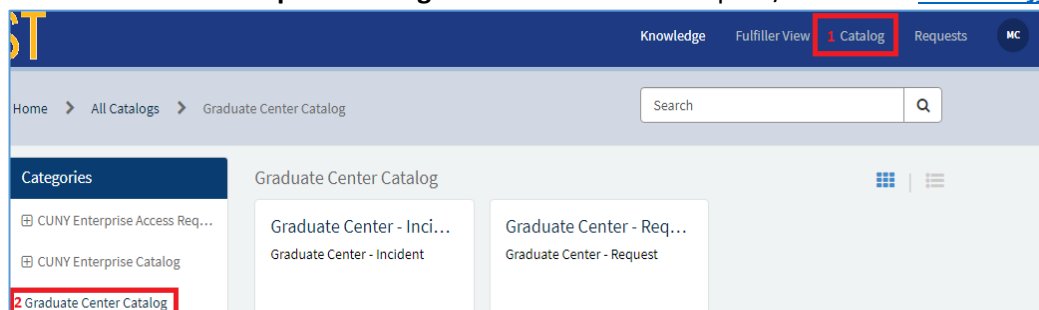 ST
Knowledge Fulfiller View 1 Catalog Requests MC
Home > All Catalogs > Graduate Center Catalog Search
Categories Graduate Center Catalog
CUNY Enterprise Access Req... Graduate Center - Inci... Graduate Center - Req...
Graduate Center - Incident Graduate Center - Request
CUNY Enterprise Catalog
2 Graduate Center Catalog